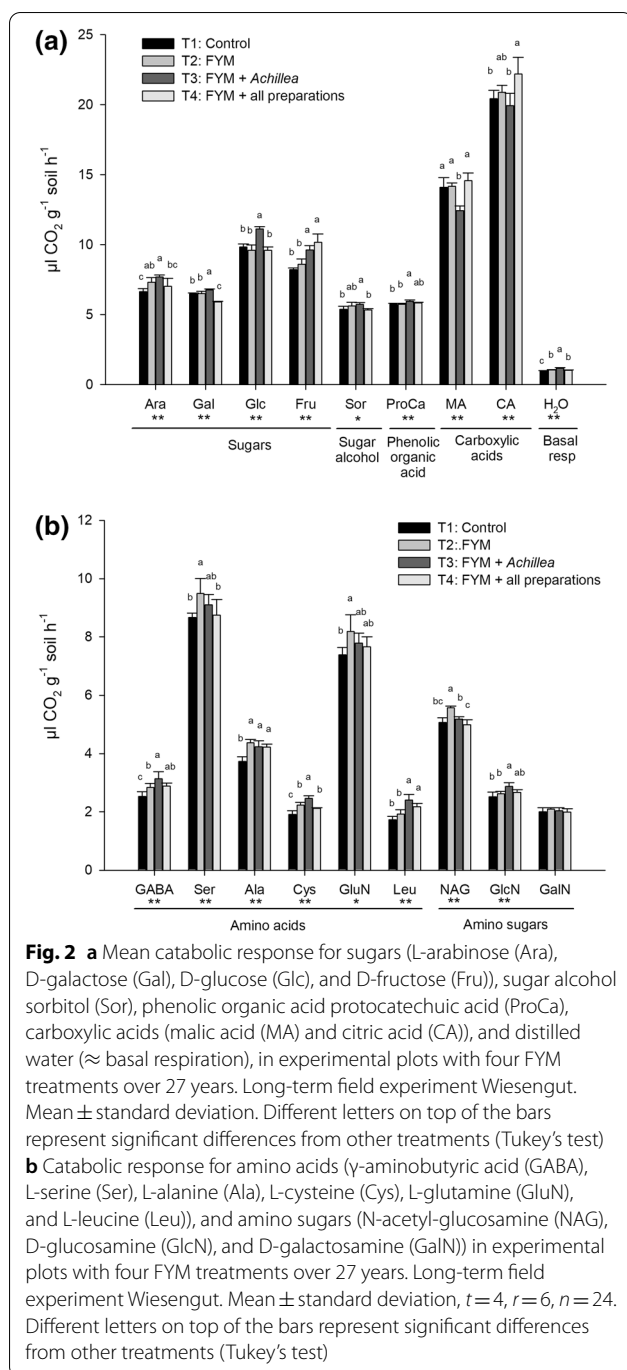 (a)
T1: Control
T2: FYM
T3: FYM + Achillea
T4: FYM + all preparations
µl CO2 g-1 soil h-1
25
20
15
10
5
0
c ab a bc
b b a c
b b a b
b b a a
b ab a b
b b a ab
a a b a
b ab b a
c b a b
Ara Gal Glc Fru Sor ProCa MA CA H2O
** ** ** ** * ** ** ** **
Sugars Sugar alcohol Phenolic organic acid Carboxylic acids Basal resp
(b)
T1: Control
T2:.FYM
T3: FYM + Achillea
T4: FYM + all preparations
µl CO2 g-1 soil h-1
12
10
8
6
4
2
0
c b a ab
b a ab b
b a a a
c b a b
b a ab ab
b b a a
bc a b c
b b a ab
GABA Ser Ala Cys GluN Leu NAG GlcN GalN
** ** ** ** * ** ** **
Amino acids Amino sugars
Fig. 2 a Mean catabolic response for sugars (L-arabinose (Ara),
D-galactose (Gal), D-glucose (Glc), and D-fructose (Fru)), sugar alcohol
sorbitol (Sor), phenolic organic acid protocatechuic acid (ProCa),
carboxylic acids (malic acid (MA) and citric acid (CA)), and distilled
water (≈ basal respiration), in experimental plots with four FYM
treatments over 27 years. Long-term field experiment Wiesengut.
Mean ± standard deviation. Different letters on top of the bars
represent significant differences from other treatments (Tukey's test)
b Catabolic response for amino acids (γ-aminobutyric acid (GABA),
L-serine (Ser), L-alanine (Ala), L-cysteine (Cys), L-glutamine (GluN),
and L-leucine (Leu)), and amino sugars (N-acetyl-glucosamine (NAG),
D-glucosamine (GlcN), and D-galactosamine (GalN)) in experimental
plots with four FYM treatments over 27 years. Long-term field
experiment Wiesengut. Mean ± standard deviation, t = 4, r = 6, n = 24.
Different letters on top of the bars represent significant differences
from other treatments (Tukey's test)